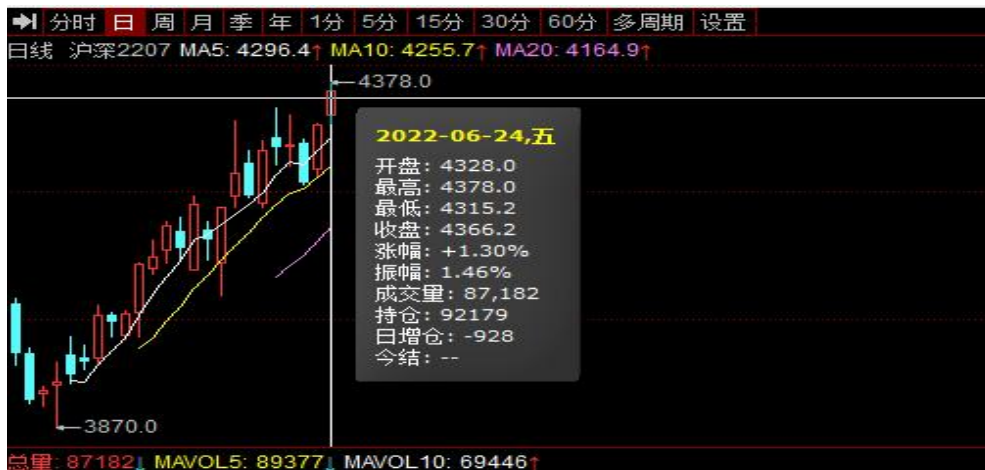 分时 日 周 月 季 年 1分 5分 15分 30分 60分 多周期 设置
日线 沪深2207 MA5: 4296.4↑ MA10: 4255.7↑ MA20: 4164.9↑
4378.0
2022-06-24,五
开盘: 4328.0
最高: 4378.0
最低: 4315.2
收盘: 4366.2
涨幅: +1.30%
振幅: 1.46%
成交量: 87,182
持仓: 92179
日增仓: -928
今结: --
3870.0
总量: 87182↓ MAVOL5: 89377↓ MAVOL10: 69446↑